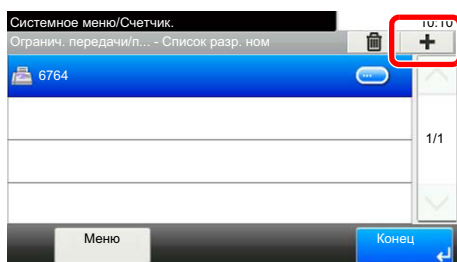 Системное меню/Счетчик.
10:10
Огранич. передачи/п... - Список разр. ном
6764
1/1
Меню
Конец